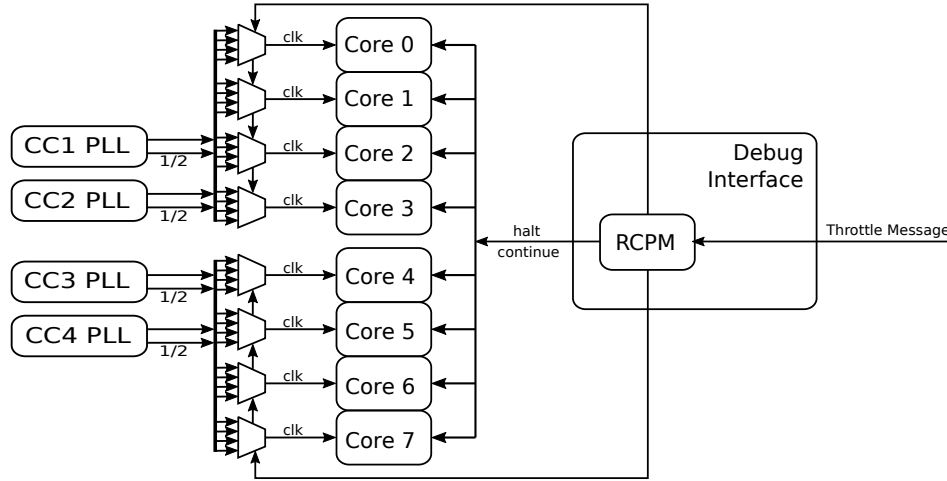 clk
Core 0
clk
Core 1
CC1 PLL
1/2
clk
Core 2
CC2 PLL
1/2
clk
Core 3
CC3 PLL
1/2
clk
Core 4
CC4 PLL
1/2
clk
Core 5
clk
Core 6
clk
Core 7
halt
continue
Debug
Interface
RCPM
Throttle Message